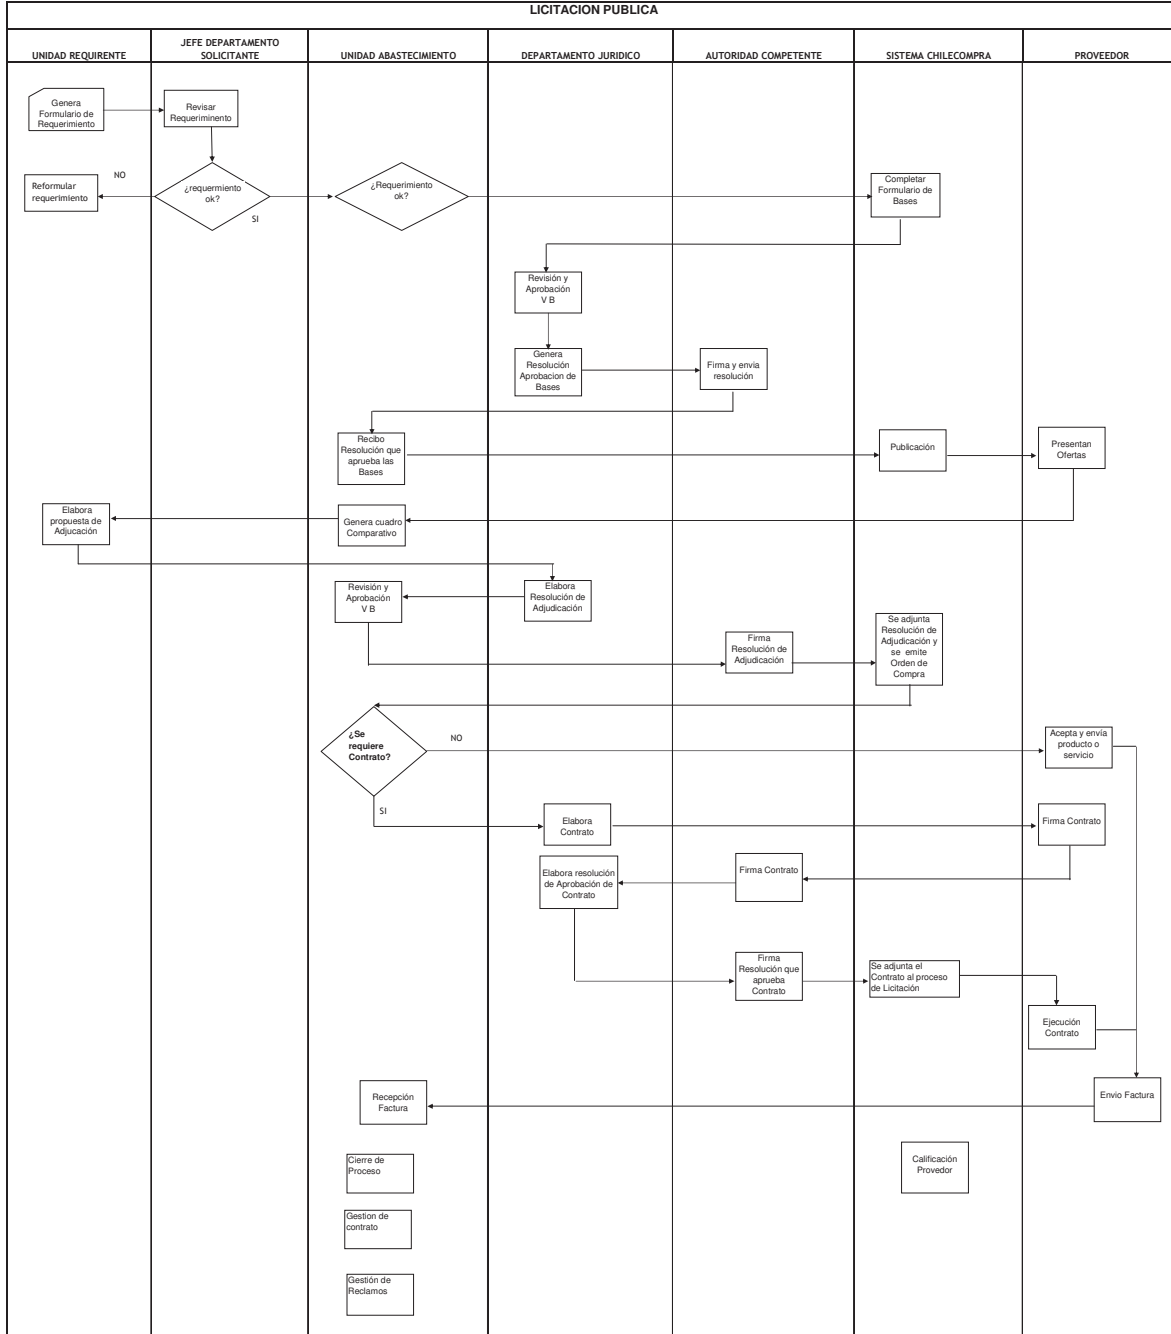 LICITACION PUBLICA
UNIDAD REQUIRENTE
JEFE DEPARTAMENTO
SOLICITANTE
UNIDAD ABASTECIMIENTO
DEPARTAMENTO JURIDICO
AUTORIDAD COMPETENTE
SISTEMA CHILECOMPRA
PROVEEDOR
Genera
Formulario de
Requerimiento
Revisar
Requeriminento
Reformular
requerimiento
NO
¿requermiento
ok?
SI
¿Requerimiento
ok?
Completar
Formulario de
Bases
Revisión y
Aprobación
V B
Genera
Resolución
Aprobacion de
Bases
Firma y envia
resolución
Recibo
Resolución que
aprueba las
Bases
Publicación
Presentan
Ofertas
Elabora
propuesta de
Adjucación
Genera cuadro
Comparativo
Revisión y
Aprobación
V B
Elabora
Resolución de
Adjudicación
Firma
Resolución de
Adjudicación
Se adjunta
Resolución de
Adjudicación y
se emite
Orden de
Compra
¿Se
requiere
Contrato?
NO
Acepta y envía
producto o
servicio
SI
Elabora
Contrato
Firma Contrato
Elabora resolución
de Aprobación de
Contrato
Firma Contrato
Firma
Resolución que
aprueba
Contrato
Se adjunta el
Contrato al proceso
de Licitación
Ejecución
Contrato
Recepción
Factura
Envio Factura
Cierre de
Proceso
Calificación
Provedor
Gestion de
contrato
Gestión de
Reclamos